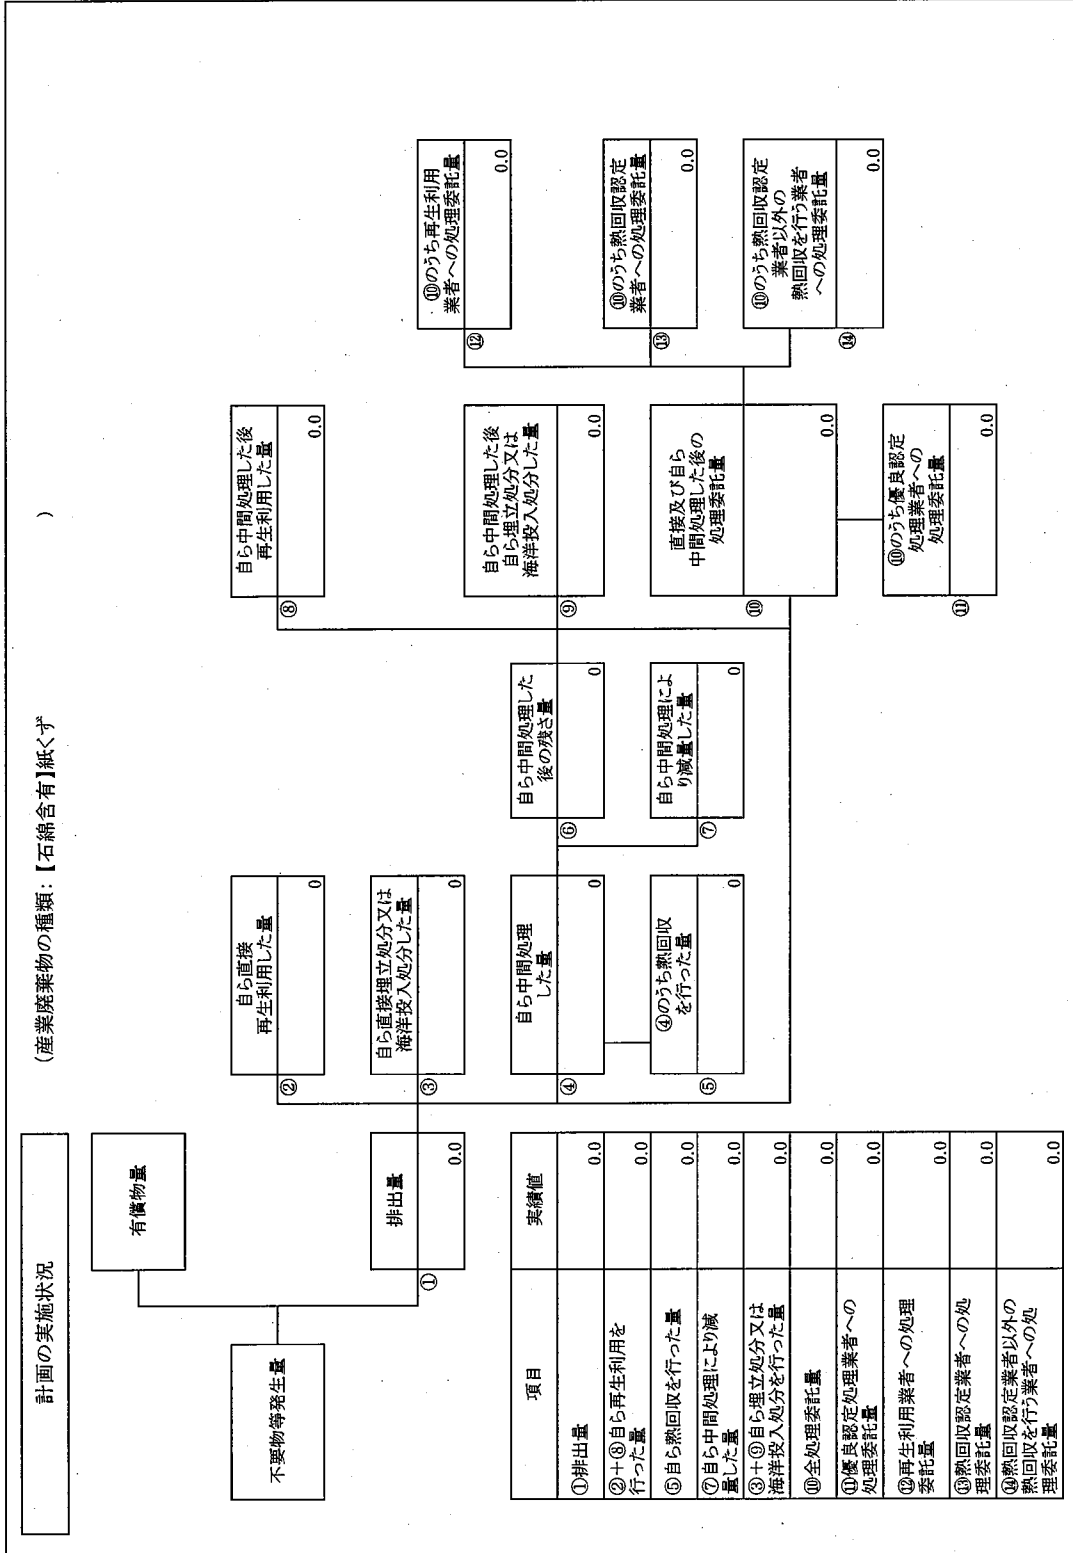 計画の実施状況
(産業廃棄物の種類:【石綿含有】紙くず
)
不要物等発生量
有償物量
①
排出量
0.0
②
自ら直接
再生利用した量
0
③
自ら直接埋立処分又は
海洋投入処分した量
0
④
自ら中間処理
した量
0
⑤
④のうち熱回収
を行った量
0
⑥
自ら中間処理した
後の残さ量
0
⑦
自ら中間処理によ
り減量した量
0
⑧
自ら中間処理した後
再生利用した量
0.0
⑨
自ら中間処理した後
自ら埋立処分又は
海洋投入処分した量
0.0
⑩
直接及び自ら
中間処理した後の
処理委託量
0.0
⑪
⑩のうち優良認定
処理業者への
処理委託量
0.0
⑫
⑩のうち再生利用
業者への処理委託量
0.0
⑬
⑩のうち熱回収認定
業者への処理委託量
0.0
⑭
⑩のうち熱回収認定
業者以外の
熱回収を行う業者
への処理委託量
0.0
項目 実績値
①排出量 0.0
②+⑧自ら再生利用を
行った量 0.0
⑤自ら熱回収を行った量 0.0
⑦自ら中間処理により減
量した量 0.0
③+⑨自ら埋立処分又は
海洋投入処分を行った量 0.0
⑩全処理委託量 0.0
⑪優良認定処理業者への
処理委託量 0.0
⑫再生利用業者への処理
委託量 0.0
⑬熱回収認定業者への処
理委託量 0.0
⑭熱回収認定業者以外の
熱回収を行う業者への処
理委託量 0.0